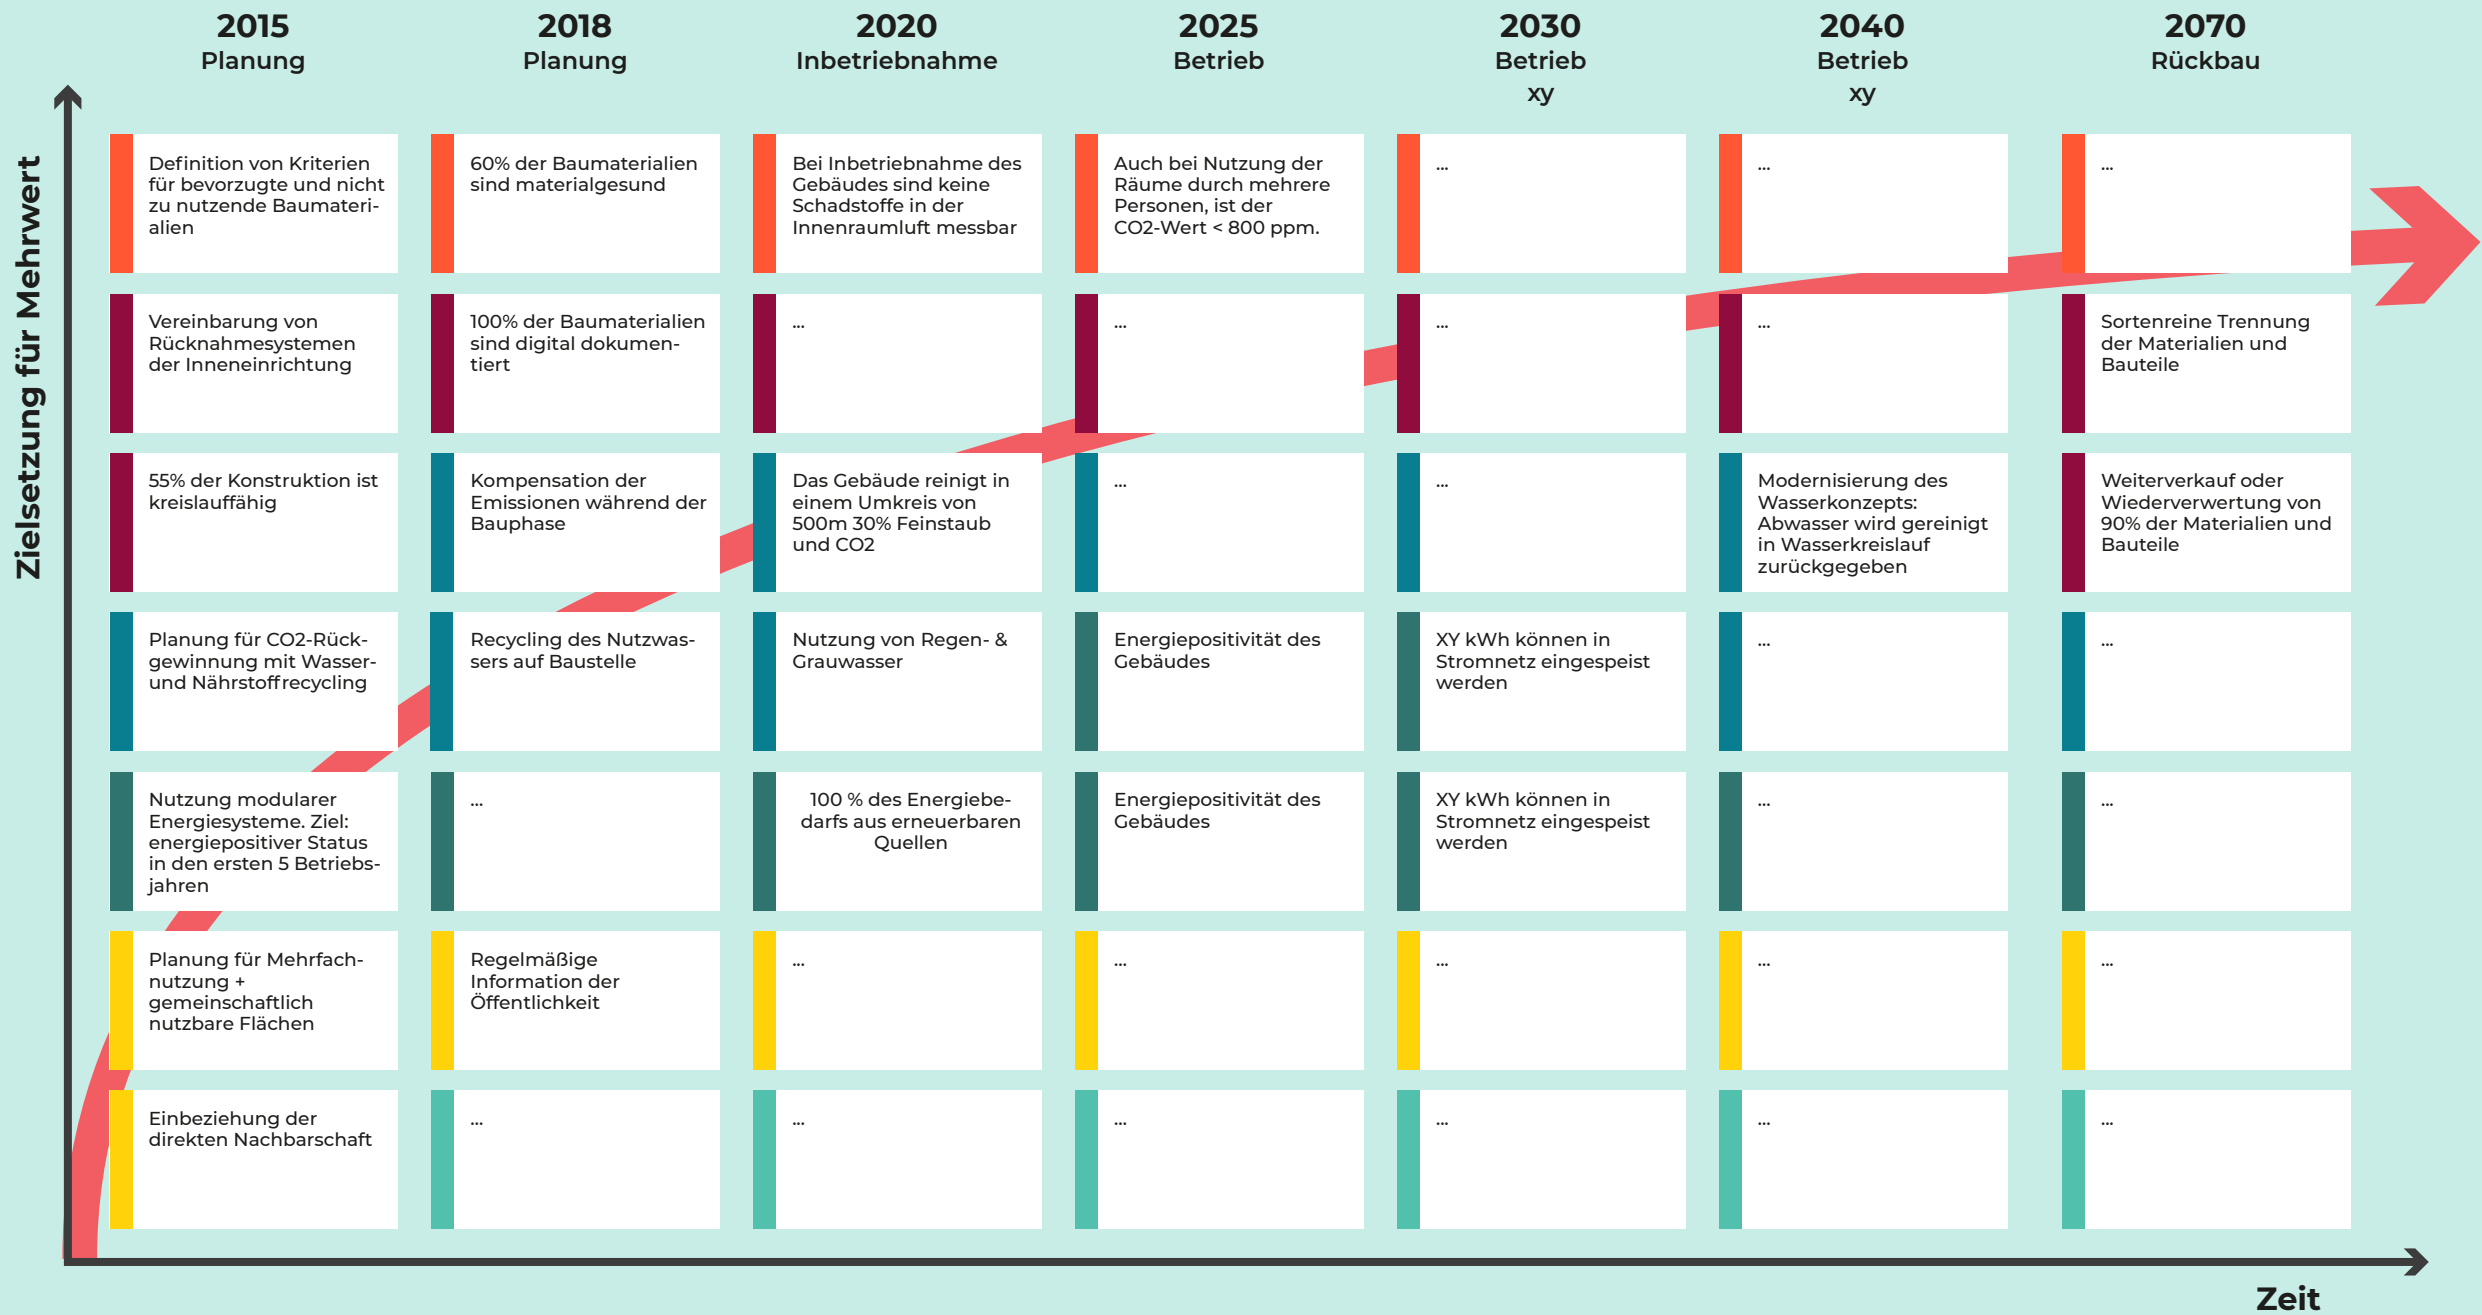 2015
Planung
2018
Planung
2020
Inbetriebnahme
2025
Betrieb
2030
Betrieb
xy
2040
Betrieb
xy
2070
Rückbau
Zielsetzung für Mehrwert
Definition von Kriterien
für bevorzugte und nicht
zu nutzende Baumateri-
alien
60% der Baumaterialien
sind materialgesund
Bei Inbetriebnahme des
Gebäudes sind keine
Schadstoffe in der
Innenraumluft messbar
Auch bei Nutzung der
Räume durch mehrere
Personen, ist der
CO2-Wert < 800 ppm.
...
...
...
Vereinbarung von
Rücknahmesystemen
der Inneneinrichtung
100% der Baumaterialien
sind digital dokumen-
tiert
...
...
...
...
Sortenreine Trennung
der Materialien und
Bauteile
55% der Konstruktion ist
kreislauffähig
Kompensation der
Emissionen während der
Bauphase
Das Gebäude reinigt in
einem Umkreis von
500m 30% Feinstaub
und CO2
...
...
Modernisierung des
Wasserkonzepts:
Abwasser wird gereinigt
in Wasserkreislauf
zurückgegeben
Weiterverkauf oder
Wiederverwertung von
90% der Materialien und
Bauteile
Planung für CO2-Rück-
gewinnung mit Wasser-
und Nährstoffrecycling
Recycling des Nutzwas-
sers auf Baustelle
Nutzung von Regen- &
Grauwasser
Energiepositivität des
Gebäudes
XY kWh können in
Stromnetz eingespeist
werden
...
...
Nutzung modularer
Energiesysteme. Ziel:
energiepositiver Status
in den ersten 5 Betriebs-
jahren
...
100 % des Energiebe-
darfs aus erneuerbaren
Quellen
Energiepositivität des
Gebäudes
XY kWh können in
Stromnetz eingespeist
werden
...
...
Planung für Mehrfach-
nutzung +
gemeinschaftlich
nutzbare Flächen
Regelmäßige
Information der
Öffentlichkeit
...
...
...
...
...
Einbeziehung der
direkten Nachbarschaft
...
...
...
...
...
...
Zeit